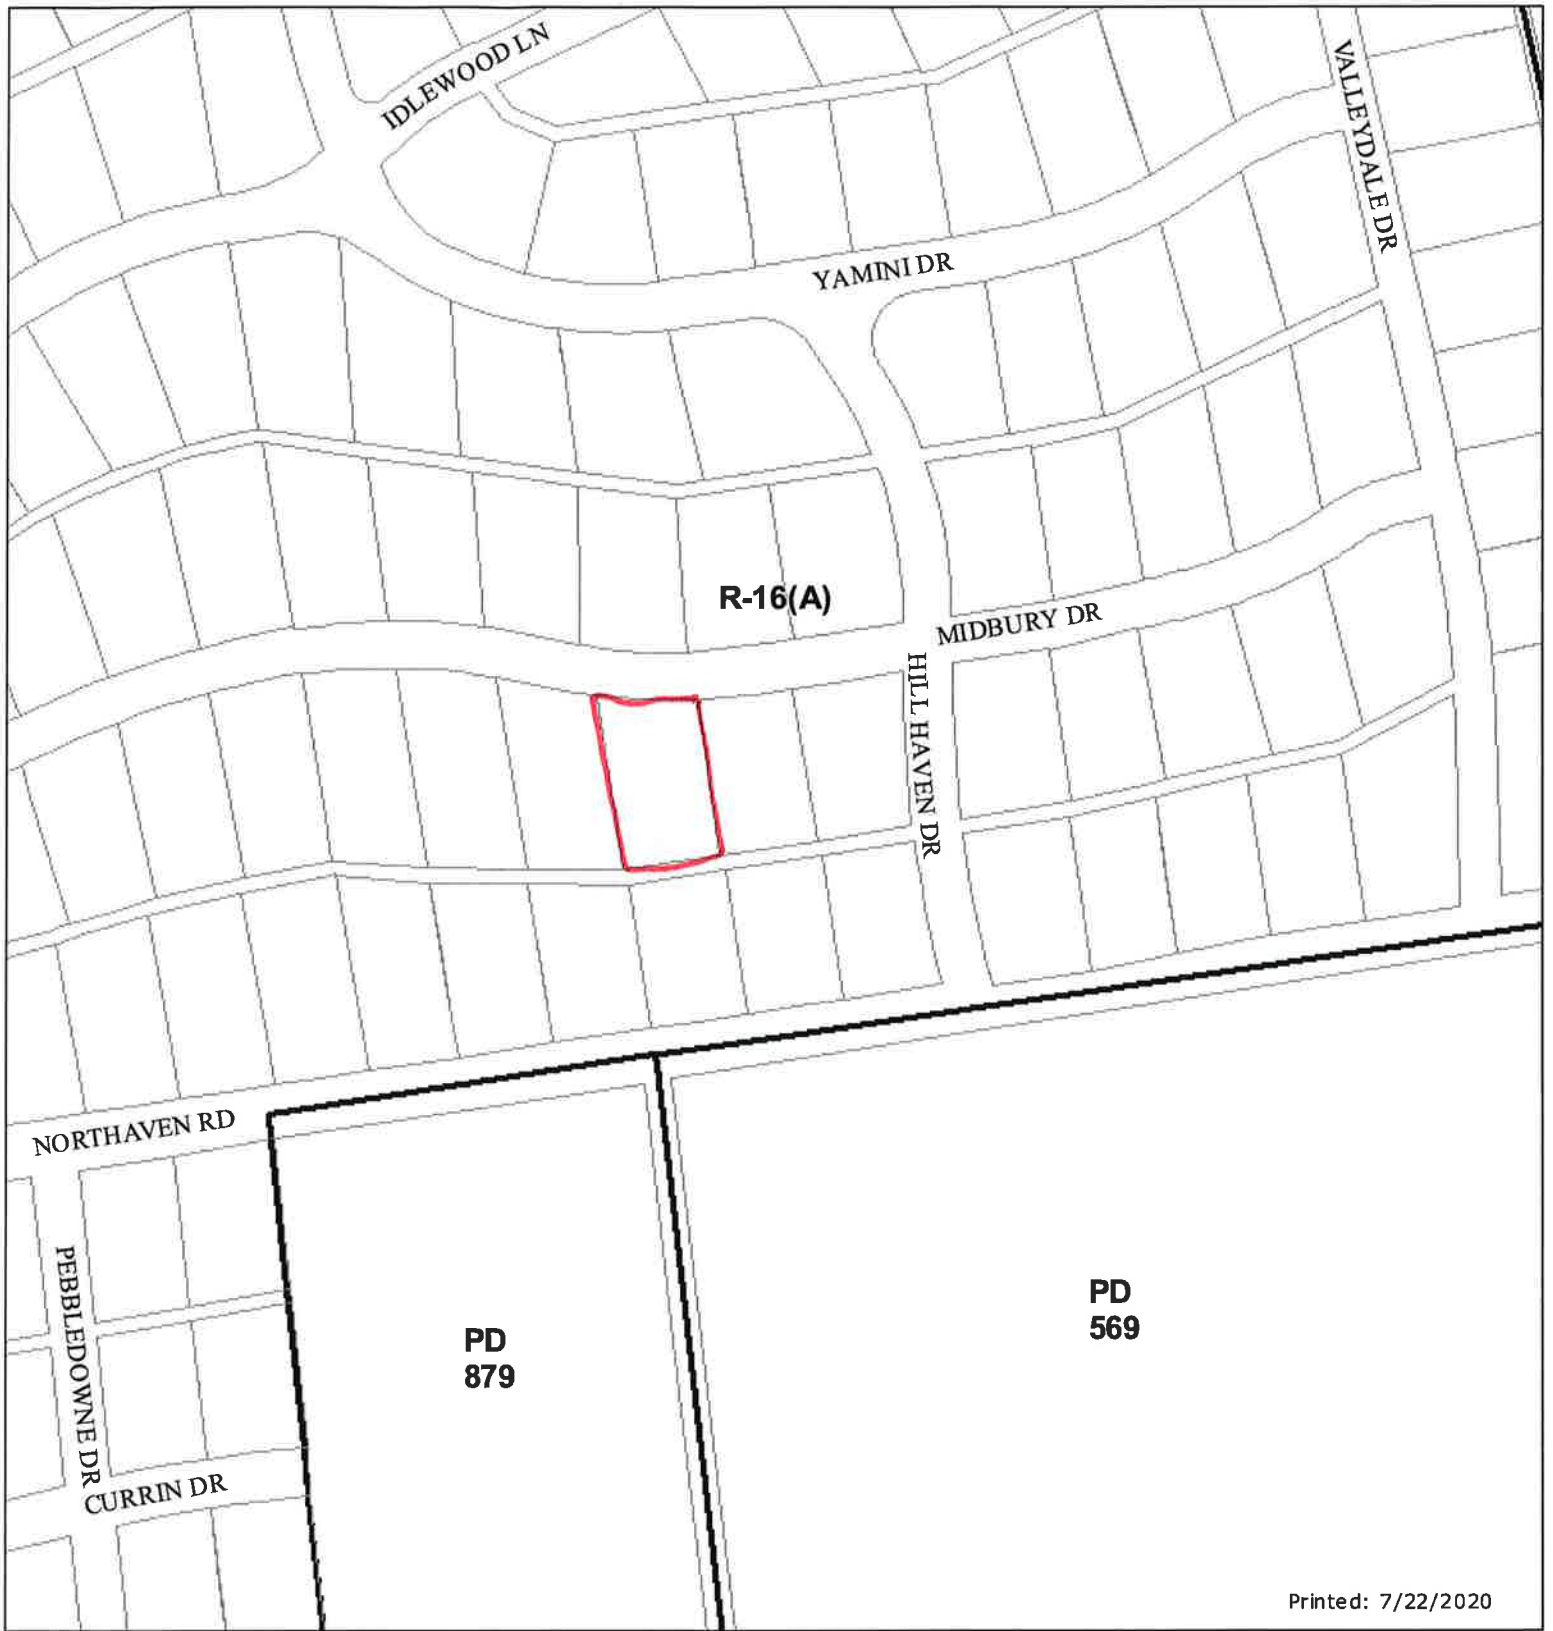 IDLEWOOD LN
VALLEYDALE DR
YAMINI DR
R-16(A)
MIDBURY DR
HILL HAVEN DR
NORTHAVEN RD
PEBBLEDOWNE DR
PD
879
PD
569
CURRIN DR
Printed: 7/22/2020